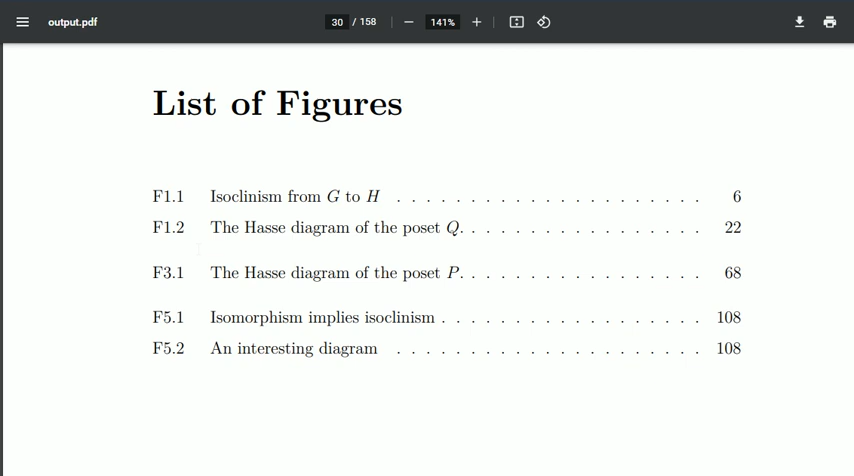 output.pdf 30 / 158 141%
List of Figures
F1.1 Isoclinism from G to H . . . . . . . . . . . . . . . . . . . . . 6
F1.2 The Hasse diagram of the poset Q. . . . . . . . . . . . . . . . . 22
F3.1 The Hasse diagram of the poset P. . . . . . . . . . . . . . . . . 68
F5.1 Isomorphism implies isoclinism . . . . . . . . . . . . . . . . . . 108
F5.2 An interesting diagram . . . . . . . . . . . . . . . . . . . . . 108